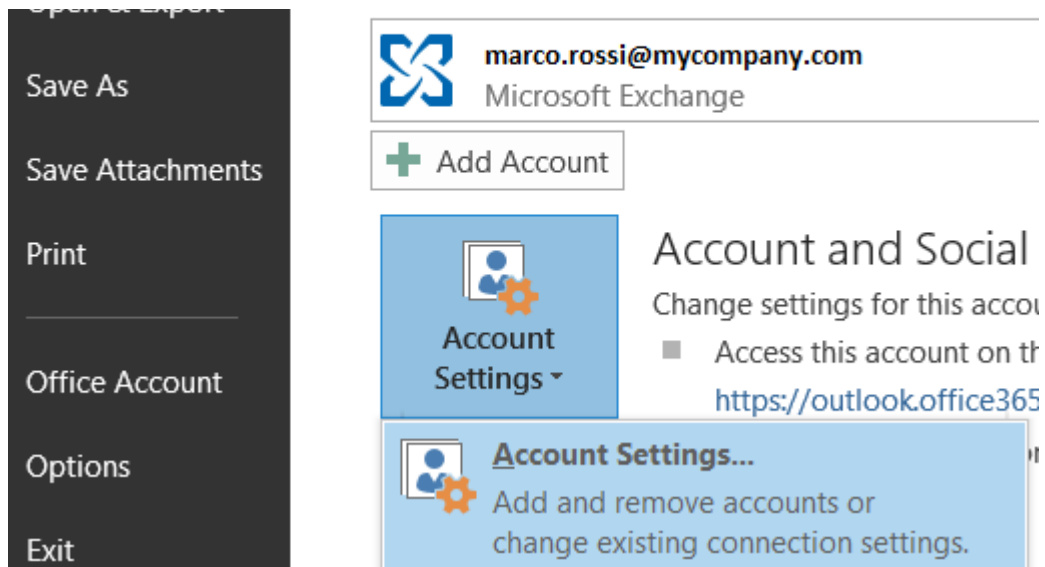 Save As
Save Attachments
Print
Office Account
Options
Exit
marco.rossi@mycompany.com
Microsoft Exchange
Add Account
Account
Settings
Account and Social
Change settings for this
Access this account on
https://outlook.office365
Account Settings...
Add and remove accounts or
change existing connection settings.